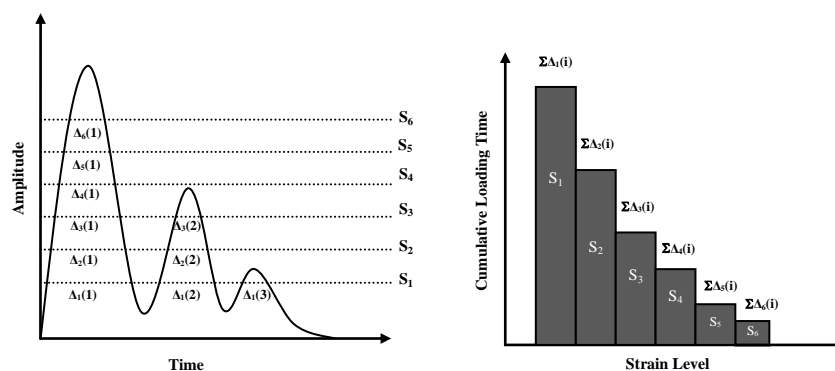 Amplitude
S₆
S₅
S₄
S₃
S₂
S₁
Δ₆(1)
Δ₅(1)
Δ₄(1)
Δ₃(1) Δ₃(2)
Δ₂(1) Δ₂(2)
Δ₁(1) Δ₁(2) Δ₁(3)
Time
Cumulative Loading Time
ΣΔ₁(i)
ΣΔ₂(i)
ΣΔ₃(i)
ΣΔ₄(i)
ΣΔ₅(i)
ΣΔ₆(i)
S₁
S₂
S₃
S₄
S₅
S₆
Strain Level